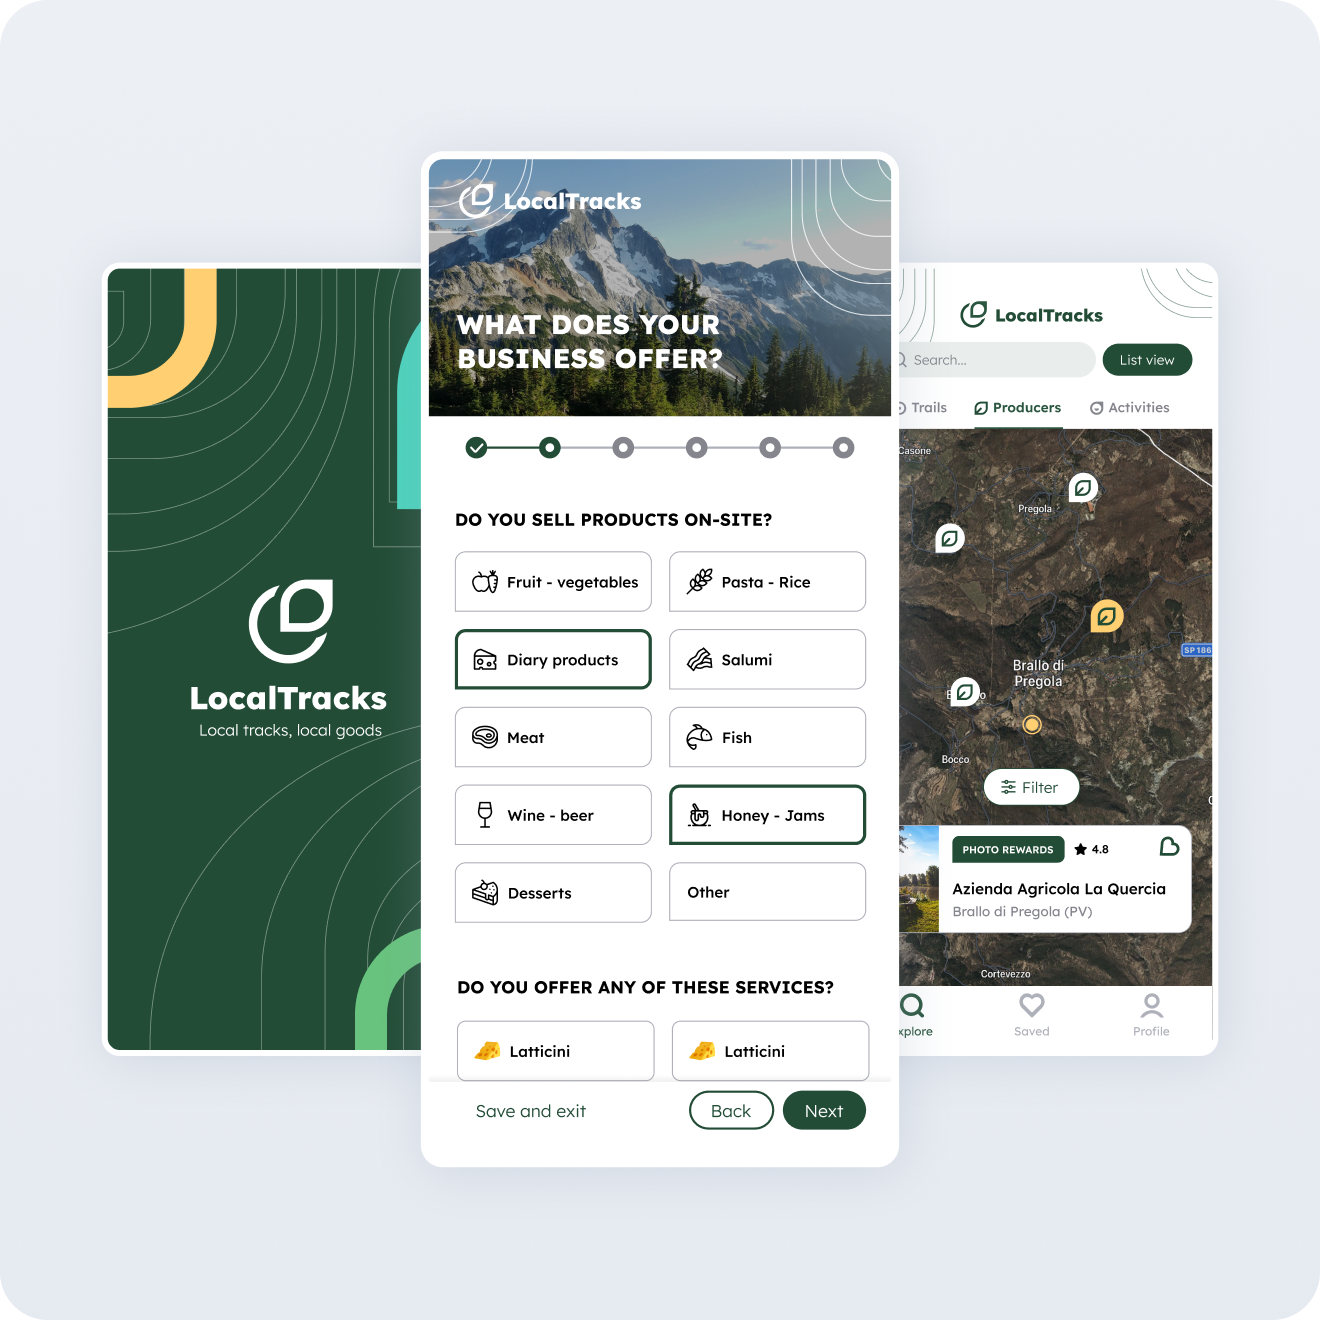 LocalTracks
Local tracks, local goods
LocalTracks
WHAT DOES YOUR
BUSINESS OFFER?
DO YOU SELL PRODUCTS ON-SITE?
Fruit - vegetables
Pasta - Rice
Diary products
Salumi
Meat
Fish
Wine - beer
Honey - Jams
Desserts
Other
DO YOU OFFER ANY OF THESE SERVICES?
Latticini
Latticini
Save and exit
Back
Next
LocalTracks
Search...
List view
Trails
Producers
Activities
Casone
Pregola
SP 186
Brallo di
Pregola
Bocco
Filter
PHOTO REWARDS
4.8
Azienda Agricola La Quercia
Brallo di Pregola (PV)
Cortevezzo
xplore
Saved
Profile